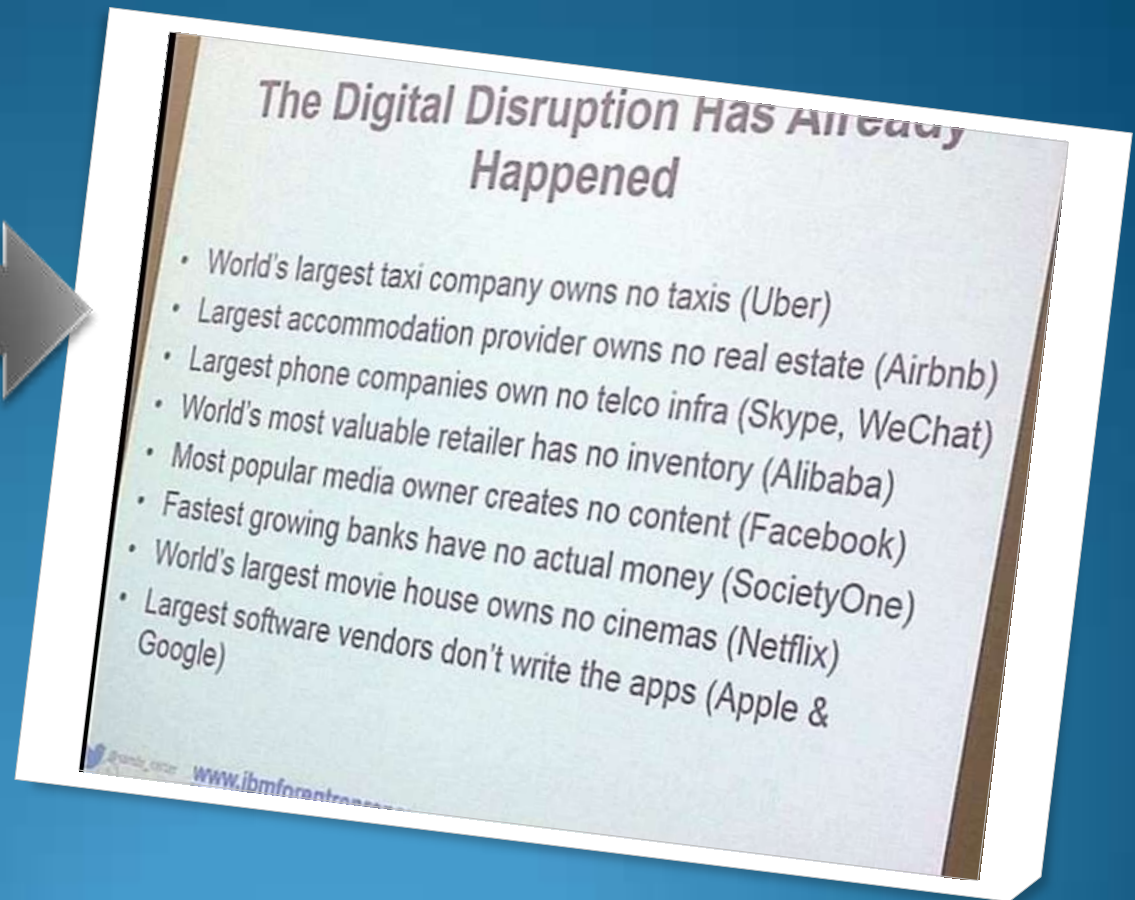 The Digital Disruption Has Already
Happened
• World's largest taxi company owns no taxis (Uber)
• Largest accommodation provider owns no real estate (Airbnb)
• Largest phone companies own no telco infra (Skype, WeChat)
• World's most valuable retailer has no inventory (Alibaba)
• Most popular media owner creates no content (Facebook)
• Fastest growing banks have no actual money (SocietyOne)
• World's largest movie house owns no cinemas (Netflix)
• Largest software vendors don't write the apps (Apple &
Google)